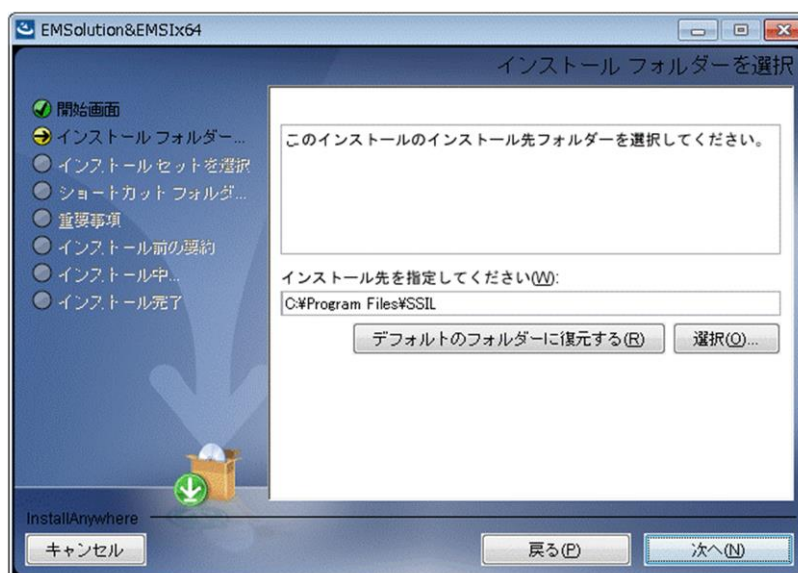 EMSolution&EMSIx64
インストール フォルダーを選択
開始画面
インストール フォルダー...
インストール セットを選択
ショートカット フォルダ...
重要事項
インストール前の要約
インストール中...
インストール完了
このインストールのインストール先フォルダーを選択してください。
インストール先を指定してください(W):
C:¥Program Files¥SSIL
デフォルトのフォルダーに復元する(R)
選択(O)...
InstallAnywhere
キャンセル
戻る(P)
次へ(N)